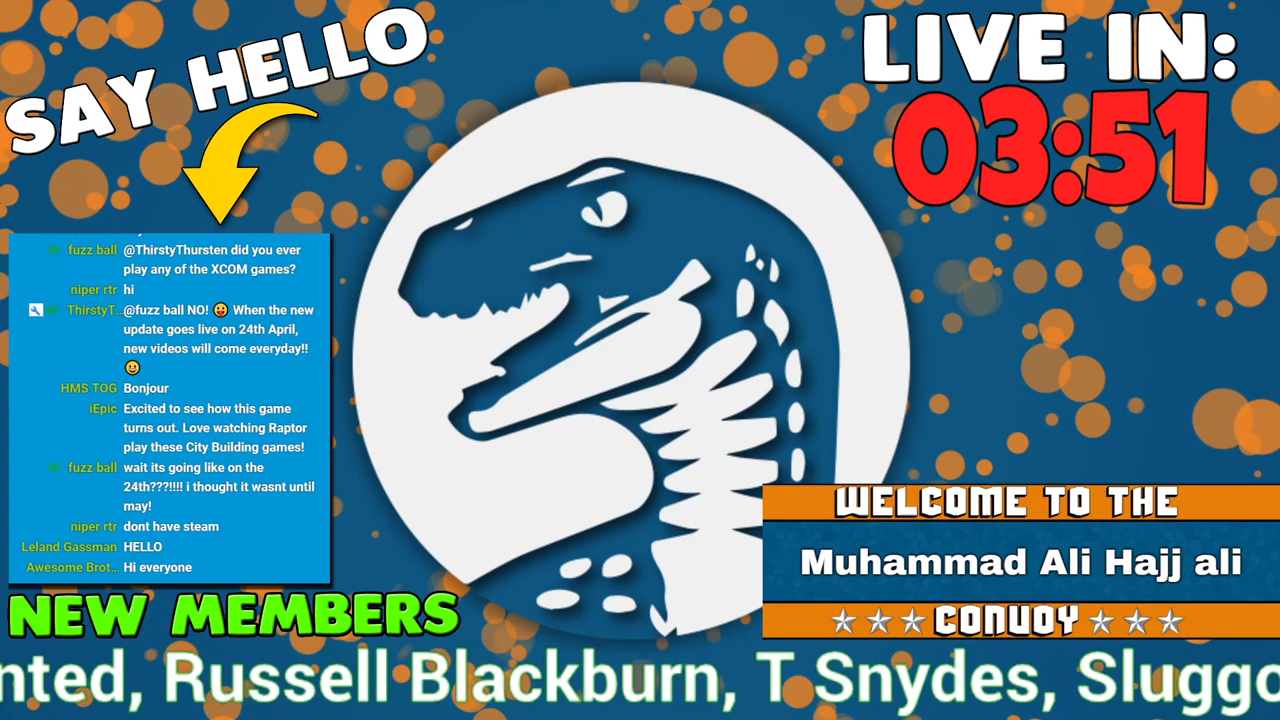 SAY HELLO
LIVE IN:
03:51
fuzz ball @ThirstyThursten did you ever
play any of the XCOM games?
niper rtr hi
ThirstyT... @fuzz ball NO! 😛 When the new
update goes live on 24th April,
new videos will come everyday!!
😀
HMS TOG Bonjour
iEpic Excited to see how this game
turns out. Love watching Raptor
play these City Building games!
fuzz ball wait its going like on the
24th???!!!! i thought it wasnt until
may!
niper rtr dont have steam
Leland Gassman HELLO
Awesome Brot... Hi everyone
WELCOME TO THE
Muhammad Ali Hajj ali
★★★CONVOY★★★
NEW MEMBERS
nted, Russell Blackburn, T Snydes, Sluggo